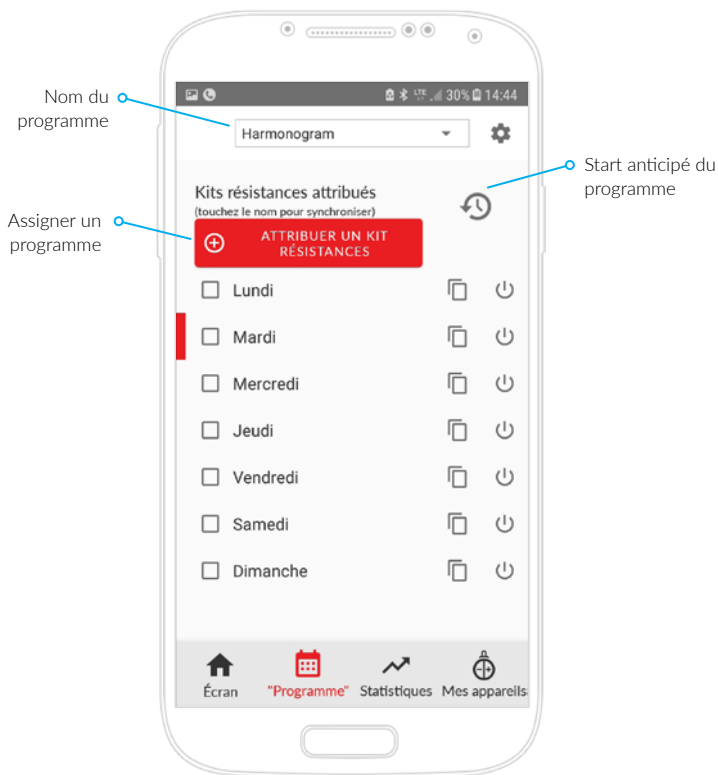 LTE 30% 14:44
Nom du
programme
Harmonogram
Start anticipé du
programme
Kits résistances attribués
(touchez le nom pour synchroniser)
Assigner un
programme
ATTRIBUER UN KIT
RÉSISTANCES
Lundi
Mardi
Mercredi
Jeudi
Vendredi
Samedi
Dimanche
Écran "Programme" Statistiques Mes appareils